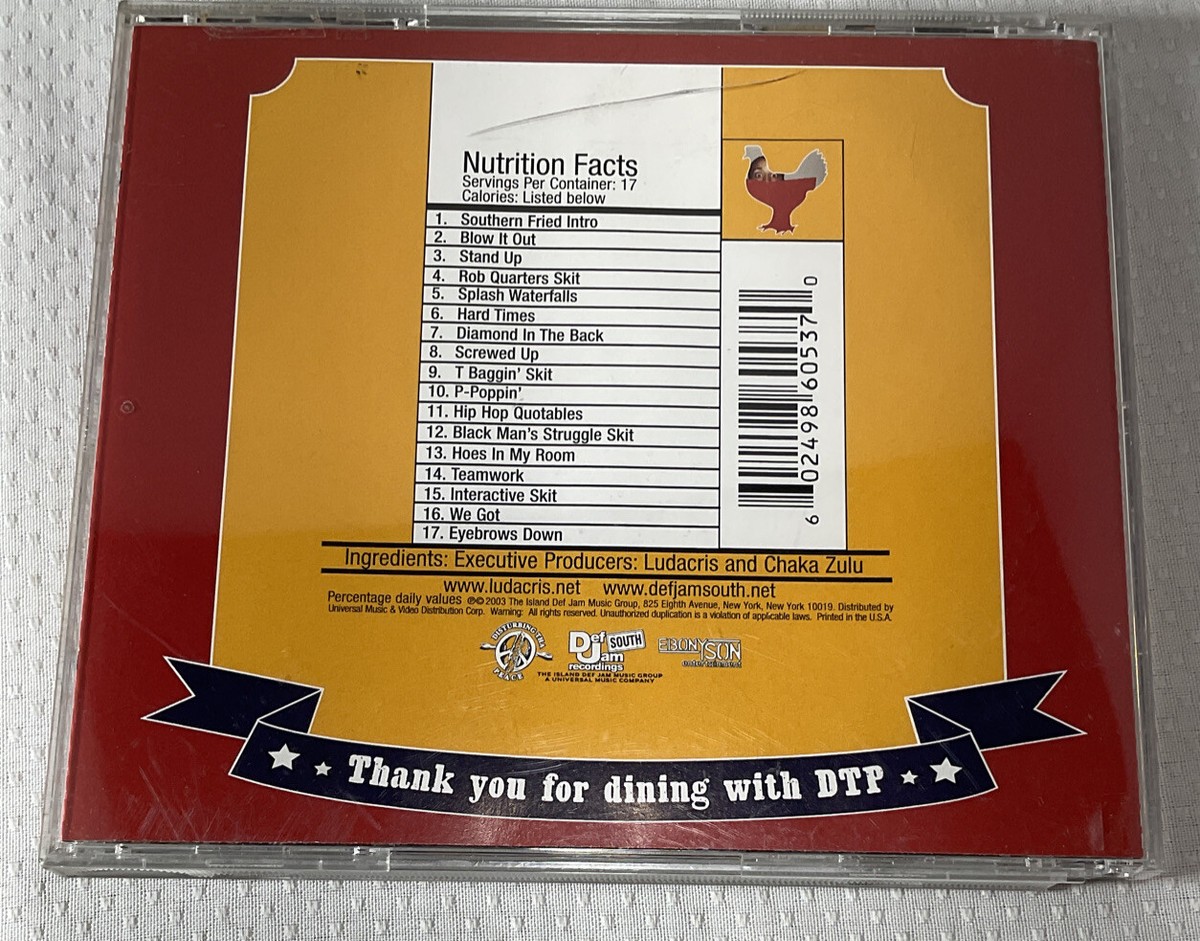 Nutrition Facts
Servings Per Container: 17
Calories: Listed below
1. Southern Fried Intro
2. Blow It Out
3. Stand Up
4. Rob Quarters Skit
5. Splash Waterfalls
6. Hard Times
7. Diamond In The Back
8. Screwed Up
9. T Baggin' Skit
10. P-Poppin'
11. Hip Hop Quotables
12. Black Man's Struggle Skit
13. Hoes In My Room
14. Teamwork
15. Interactive Skit
16. We Got
17. Eyebrows Down
6 02498 60537 0
Ingredients: Executive Producers: Ludacris and Chaka Zulu
www.ludacris.net www.defjamsouth.net
Percentage daily values ℗© 2003 The Island Def Jam Music Group, 825 Eighth Avenue, New York, New York 10019. Distributed by
Universal Music & Video Distribution Corp. Warning: All rights reserved. Unauthorized duplication is a violation of applicable laws. Printed in the U.S.A.
DISTURBING THA
PEACE
Def Jam SOUTH
recordings
THE ISLAND DEF JAM MUSIC GROUP
A UNIVERSAL MUSIC COMPANY
EBONY SON
entertainment
Thank you for dining with DTP